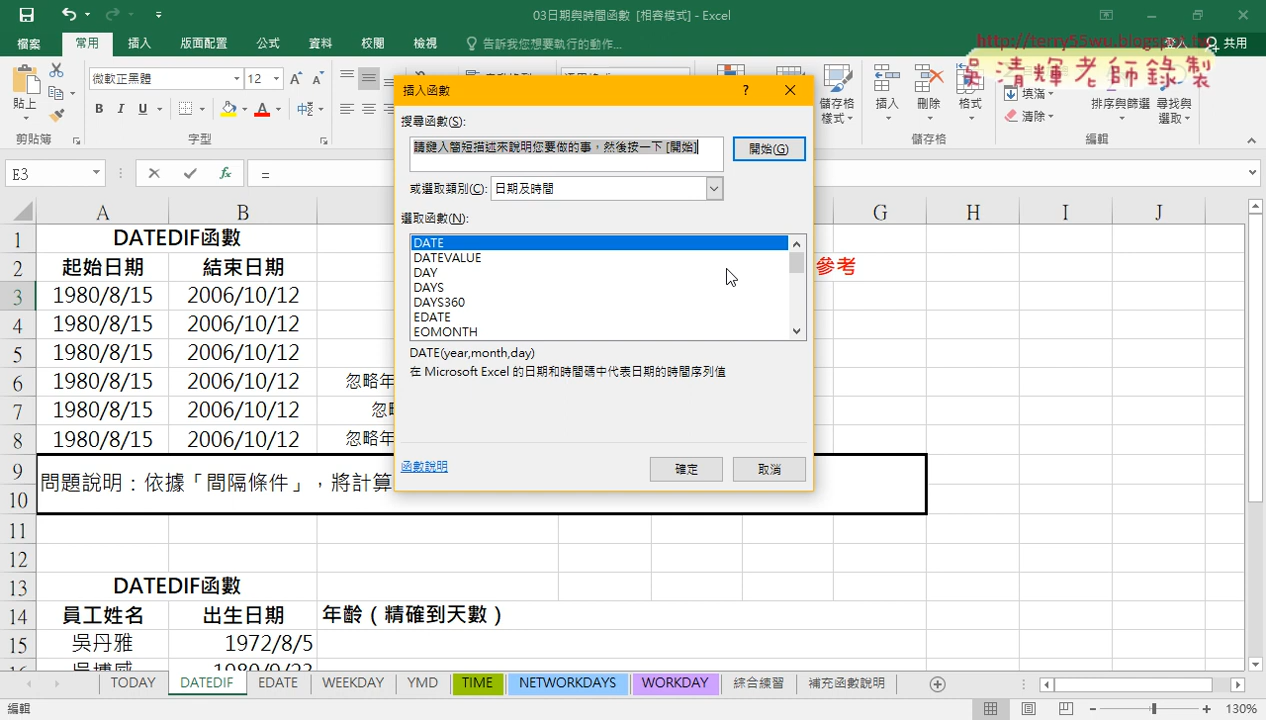 03日期與時間函數 [相容模式] - Excel
http://terry55wu.blogspot.tw
吳清輝老師錄製
檔案 常用 插入 版面配置 公式 資料 校閱 檢視 告訴我您想要執行的動作... 登入 共用
微軟正黑體 12
貼上 B I U A 中 儲存格樣式 插入 刪除 格式 填滿 清除 排序與篩選 尋找與選取
剪貼簿 字型 儲存格 編輯
E3 fx =
插入函數 ?
搜尋函數(S):
請鍵入簡短描述來說明您要做的事，然後按一下 [開始]
開始(G)
或選取類別(C): 日期及時間
選取函數(N):
DATE
DATEVALUE
DAY
DAYS
DAYS360
EDATE
EOMONTH
DATE(year,month,day)
在 Microsoft Excel 的日期和時間碼中代表日期的時間序列值
函數說明 確定 取消
A B G H I J
1 DATEDIF函數
2 起始日期 結束日期 參考
3 1980/8/15 2006/10/12
4 1980/8/15 2006/10/12
5 1980/8/15 2006/10/12
6 1980/8/15 2006/10/12 忽略年
7 1980/8/15 2006/10/12 忽
8 1980/8/15 2006/10/12 忽略年
9 問題說明：依據「間隔條件」，將計算
10
11
12
13 DATEDIF函數
14 員工姓名 出生日期 年齡（精確到天數）
15 吳丹雅 1972/8/5
TODAY DATEDIF EDATE WEEKDAY YMD TIME NETWORKDAYS WORKDAY 綜合練習 補充函數說明
編輯 130%